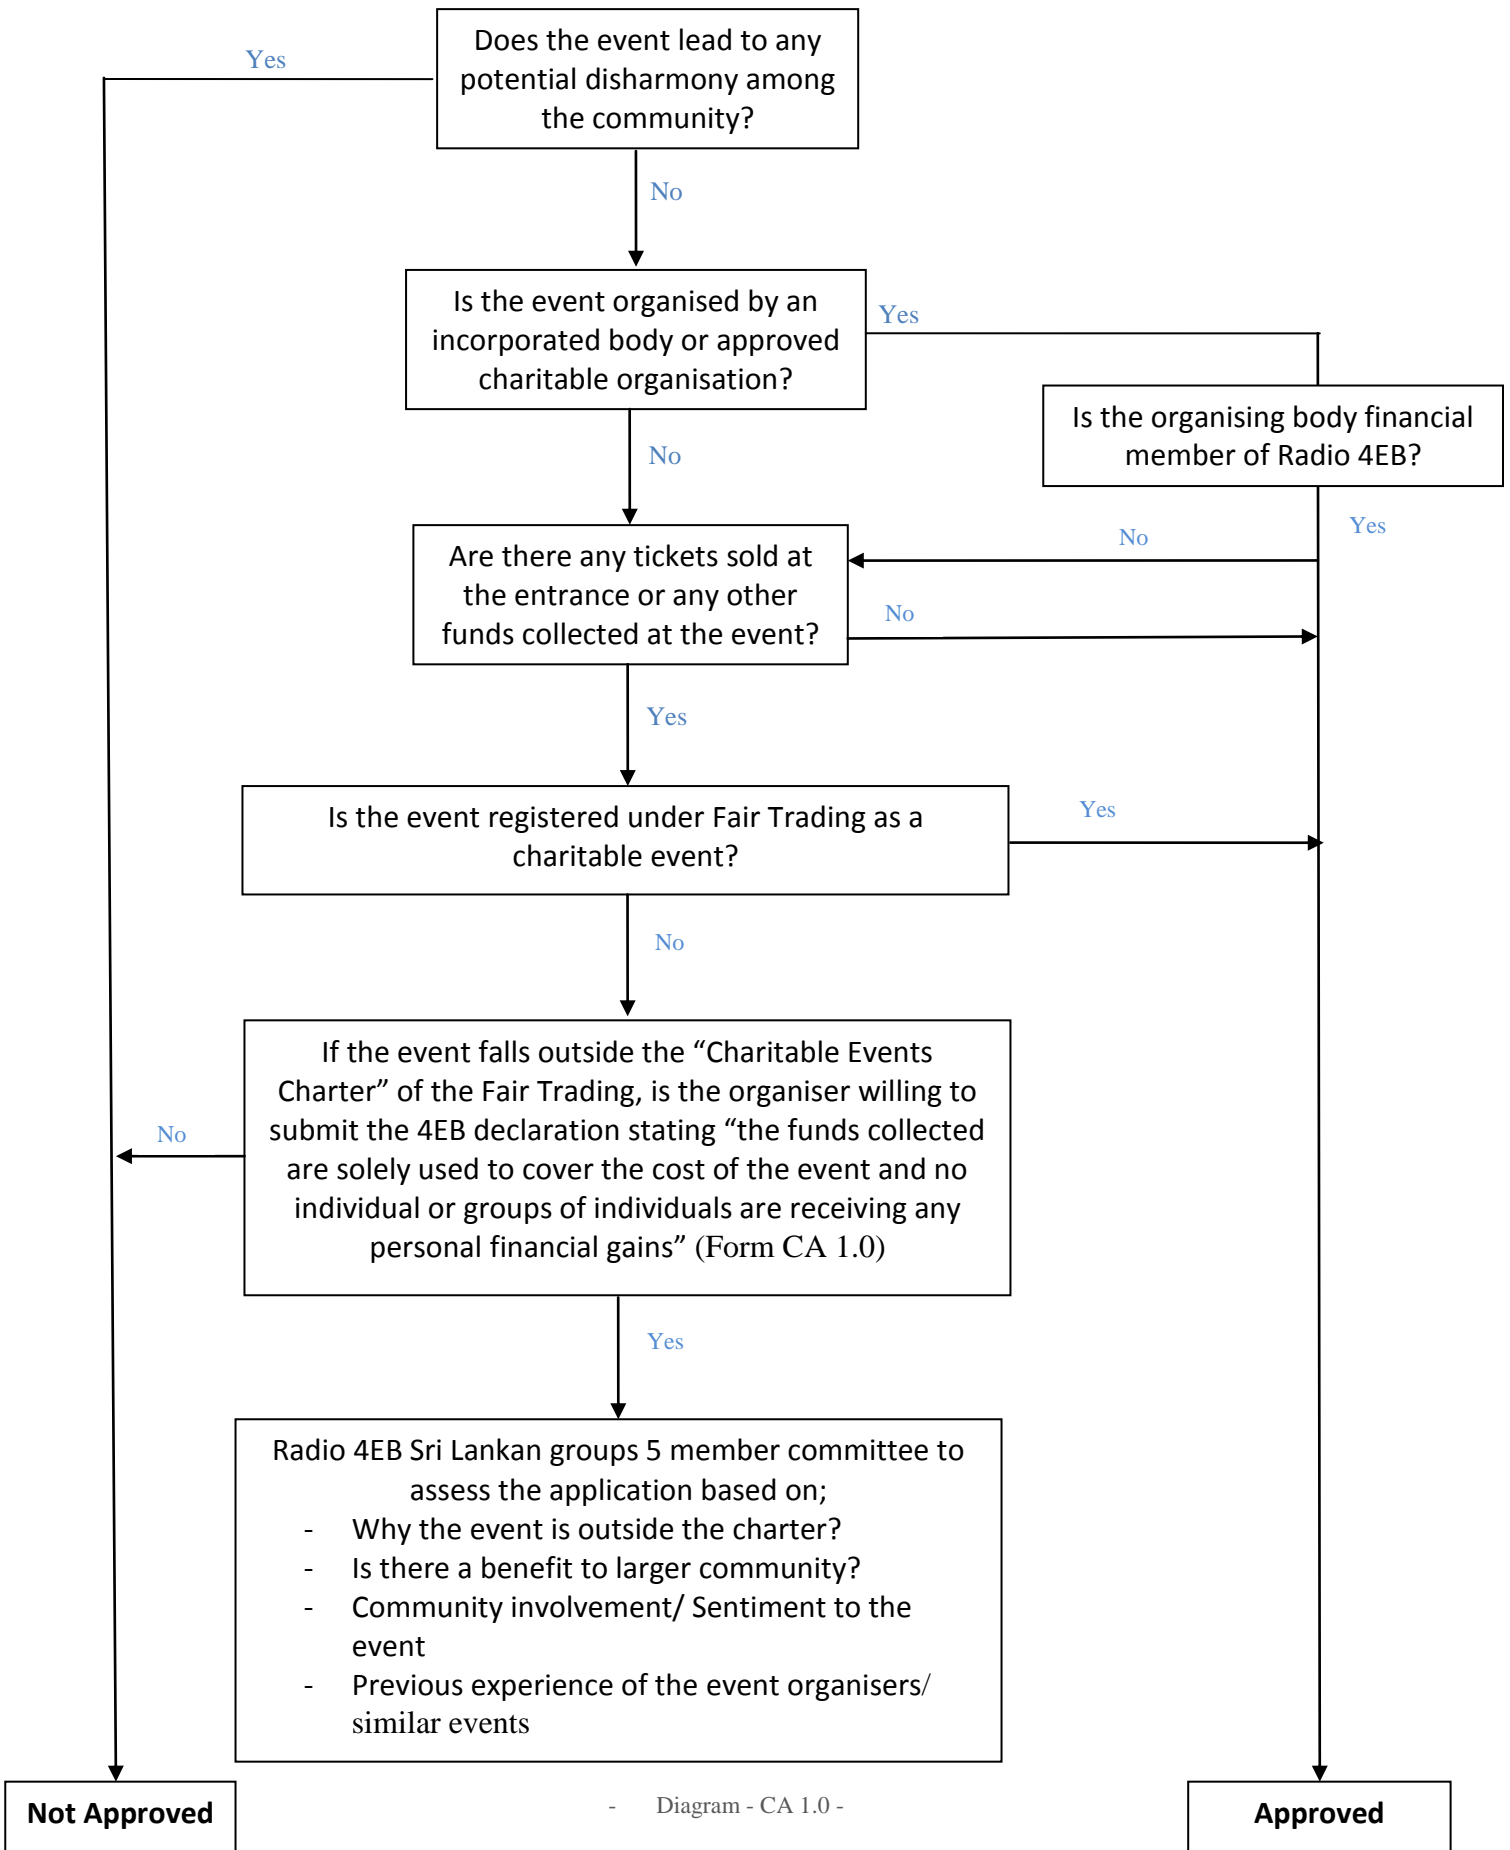 Does the event lead to any
potential disharmony among
the community?
Yes
No
Is the event organised by an
incorporated body or approved
charitable organisation?
Yes
Is the organising body financial
member of Radio 4EB?
No
Yes
No
Are there any tickets sold at
the entrance or any other
funds collected at the event?
No
Yes
Is the event registered under Fair Trading as a
charitable event?
Yes
No
If the event falls outside the “Charitable Events
Charter” of the Fair Trading, is the organiser willing to
submit the 4EB declaration stating “the funds collected
are solely used to cover the cost of the event and no
individual or groups of individuals are receiving any
personal financial gains” (Form CA 1.0)
No
Yes
Radio 4EB Sri Lankan groups 5 member committee to
assess the application based on;
- Why the event is outside the charter?
- Is there a benefit to larger community?
- Community involvement/ Sentiment to the
event
- Previous experience of the event organisers/
similar events
Not Approved
- Diagram - CA 1.0 -
Approved